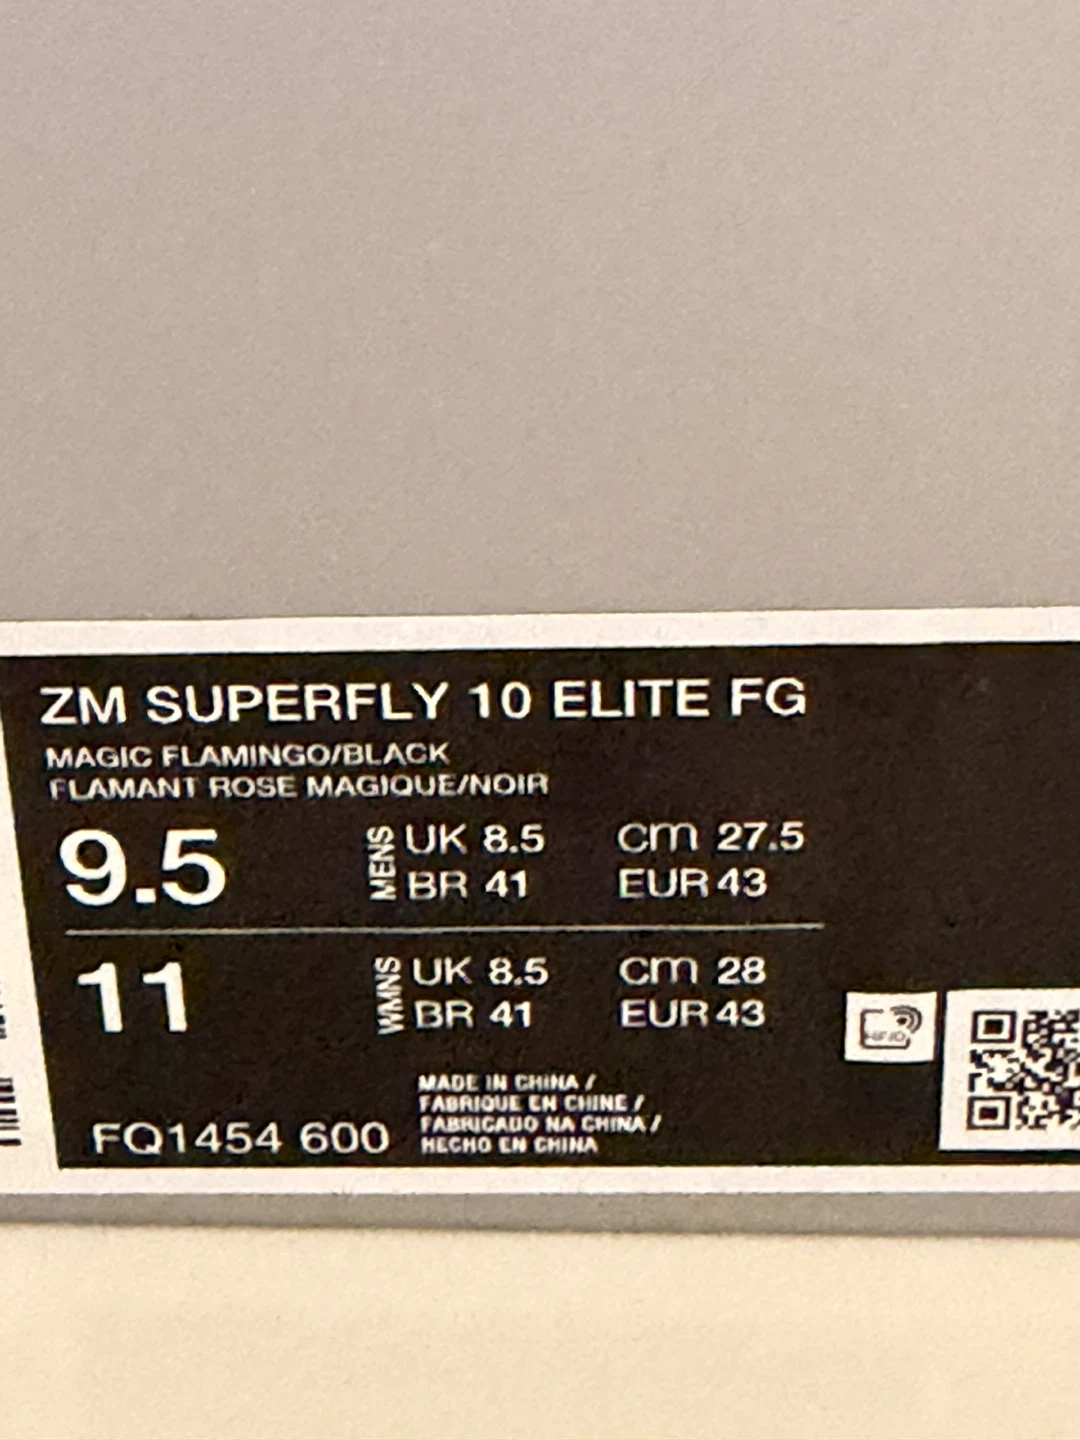 ZM SUPERFLY 10 ELITE FG
MAGIC FLAMINGO/BLACK
FLAMANT ROSE MAGIQUE/NOIR
9.5 MENS UK 8.5 CM 27.5
BR 41 EUR 43
11 WMNS UK 8.5 CM 28
BR 41 EUR 43
MADE IN CHINA /
FABRIQUE EN CHINE /
FABRICADO NA CHINA /
HECHO EN CHINA
FQ1454 600